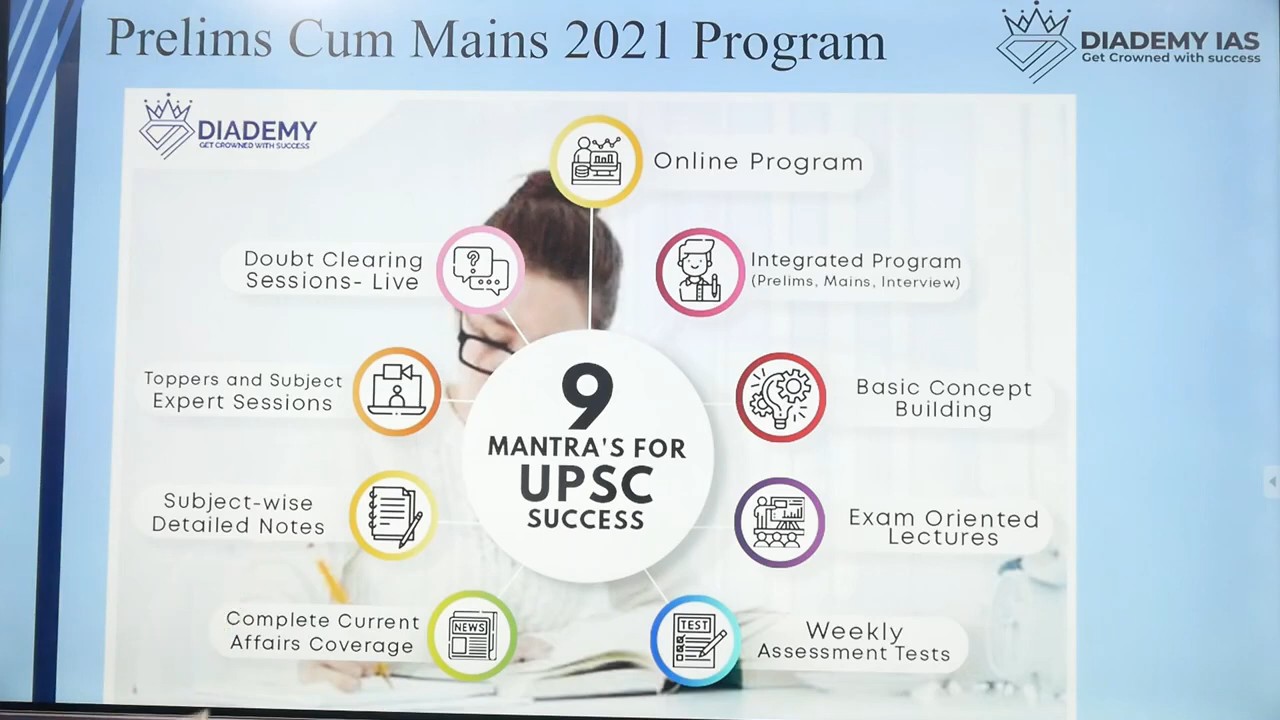 Prelims Cum Mains 2021 Program
DIADEMY IAS
Get Crowned with success
DIADEMY
GET CROWNED WITH SUCCESS
Online Program
Doubt Clearing
Sessions- Live
Integrated Program
(Prelims, Mains, Interview)
Toppers and Subject
Expert Sessions
Basic Concept
Building
9
MANTRA'S FOR
UPSC
SUCCESS
Subject-wise
Detailed Notes
Exam Oriented
Lectures
Complete Current
Affairs Coverage
NEWS
TEST
Weekly
Assessment Tests